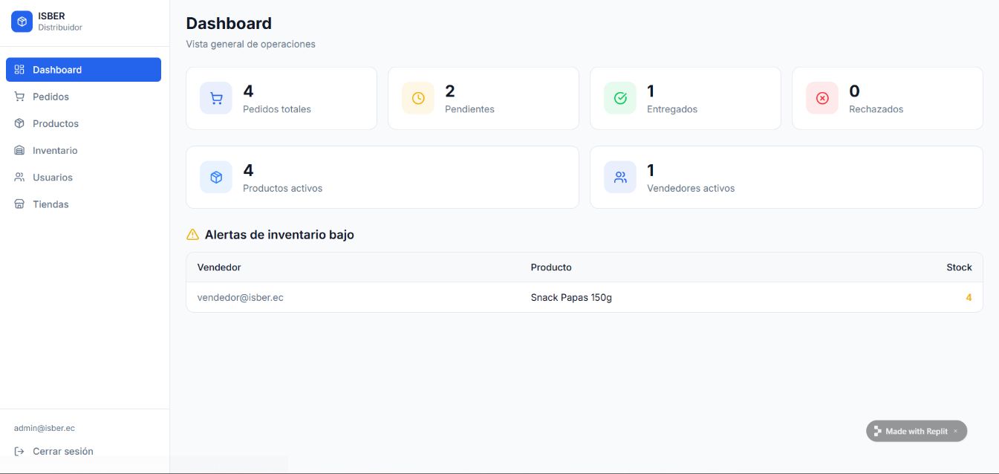 ISBER
Distribuidor
Dashboard
Pedidos
Productos
Inventario
Usuarios
Tiendas
admin@isber.ec
Cerrar sesión
Dashboard
Vista general de operaciones
4
Pedidos totales
2
Pendientes
1
Entregados
0
Rechazados
4
Productos activos
1
Vendedores activos
Alertas de inventario bajo
Vendedor Producto Stock
vendedor@isber.ec Snack Papas 150g 4
Made with Replit ×